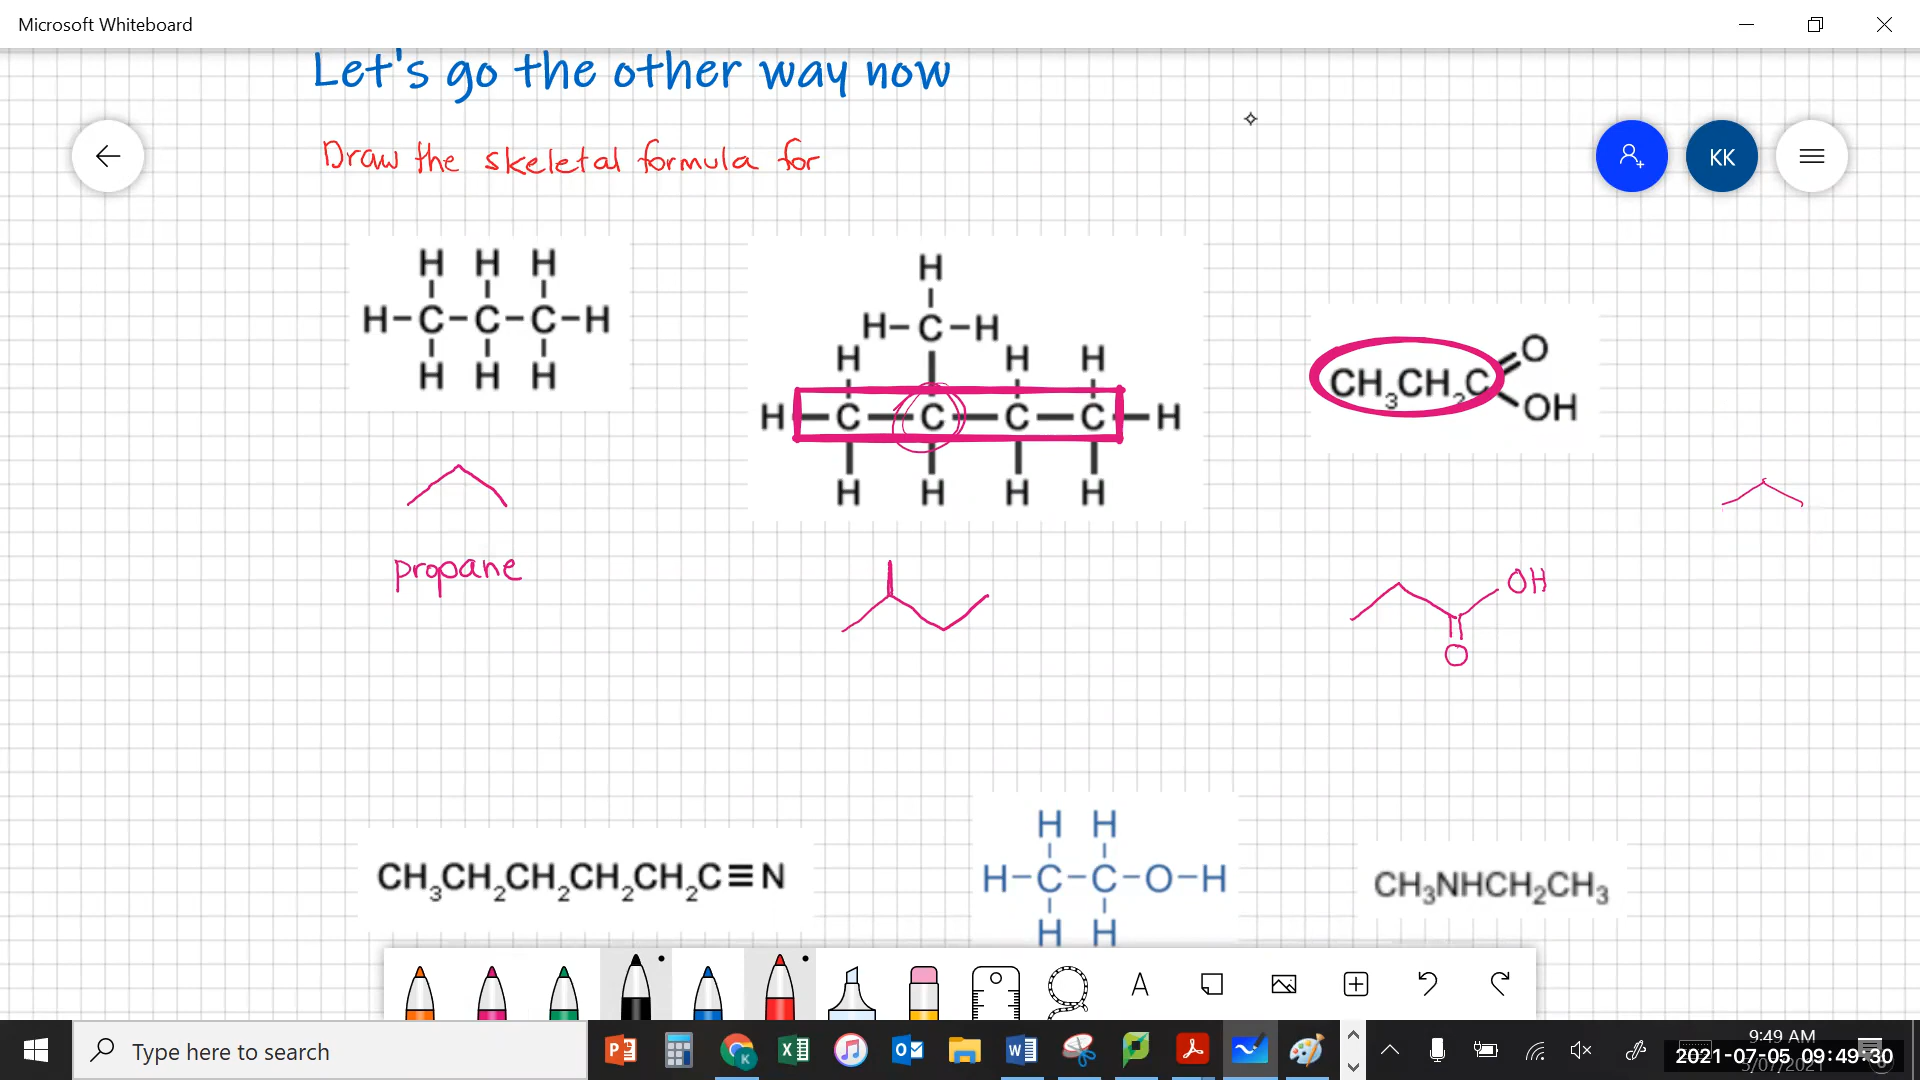 Microsoft Whiteboard
Let's go the other way now
Draw the skeletal formula for
KK
H H H
H-C-C-C-H
H H H
H
H-C-H
H H H
H-C-C-C-C-H
H H H H
CH₃CH₂C
O
OH
propane
OH
O
CH₃CH₂CH₂CH₂CH₂C≡N
H H
H-C-C-O-H
H H
CH₃NHCH₂CH₃
A
Type here to search
9:49 AM
2021-07-05 09:49:30